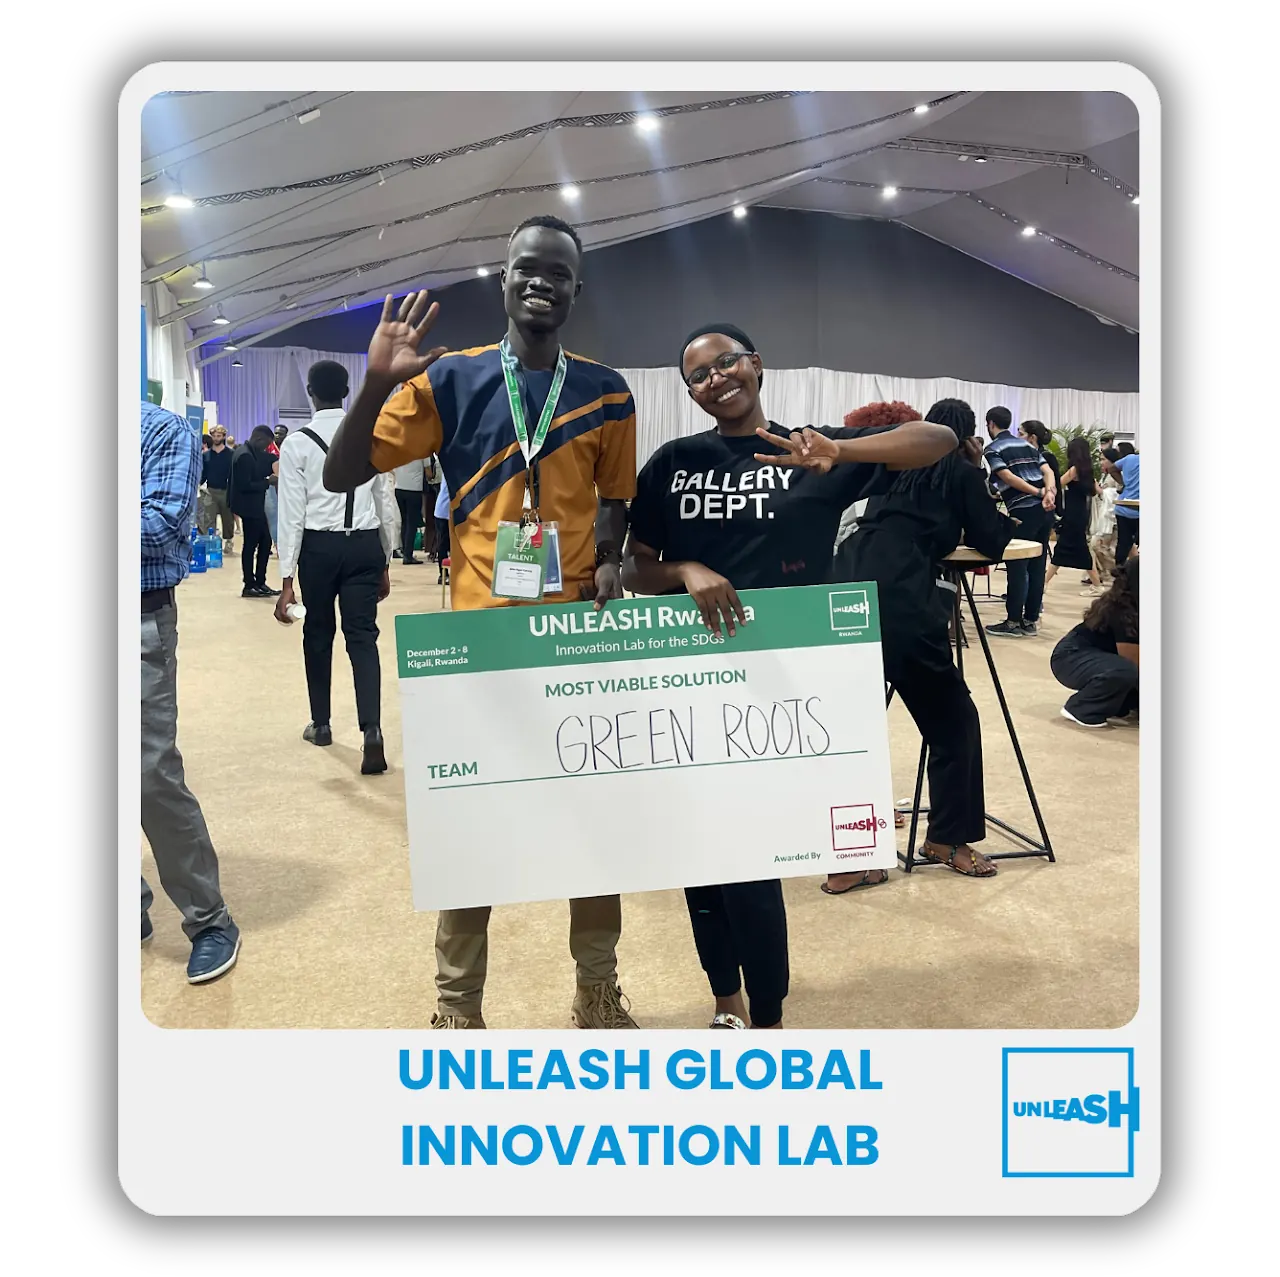 GALLERY
DEPT.
TALENT
UNLEASH Rwa a
Innovation Lab for the SDGs
December 2 - 8
Kigali, Rwanda
UNLEASH
RWANDA
MOST VIABLE SOLUTION
TEAM GREEN ROOTS
Awarded By
UNLEASH
COMMUNITY
UNLEASH GLOBAL
INNOVATION LAB
UNLEASH